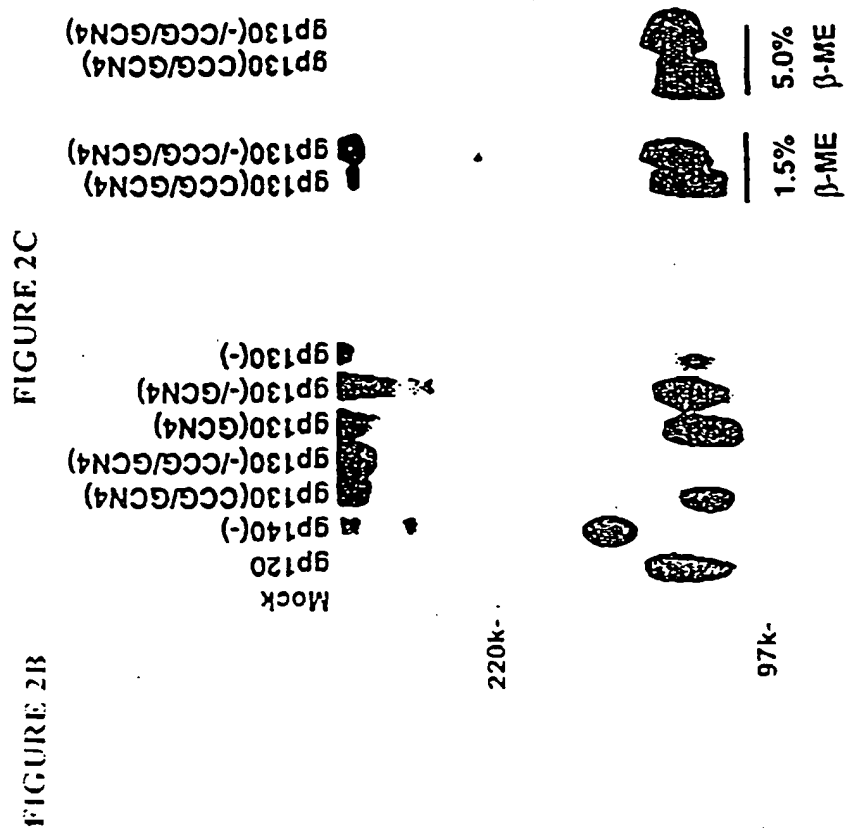 FIGURE 2B
Mock
gp120
gp140(-)
gp130(CCG/GCN4)
gp130(-/CCG/GCN4)
gp130(GCN4)
gp130(-/GCN4)
gp130(-)
220k-
97k-
FIGURE 2C
gp130(CCG/GCN4)
gp130(-/CCG/GCN4)
gp130(CCG/GCN4)
gp130(-/CCG/GCN4)
1.5%
β-ME
5.0%
β-ME